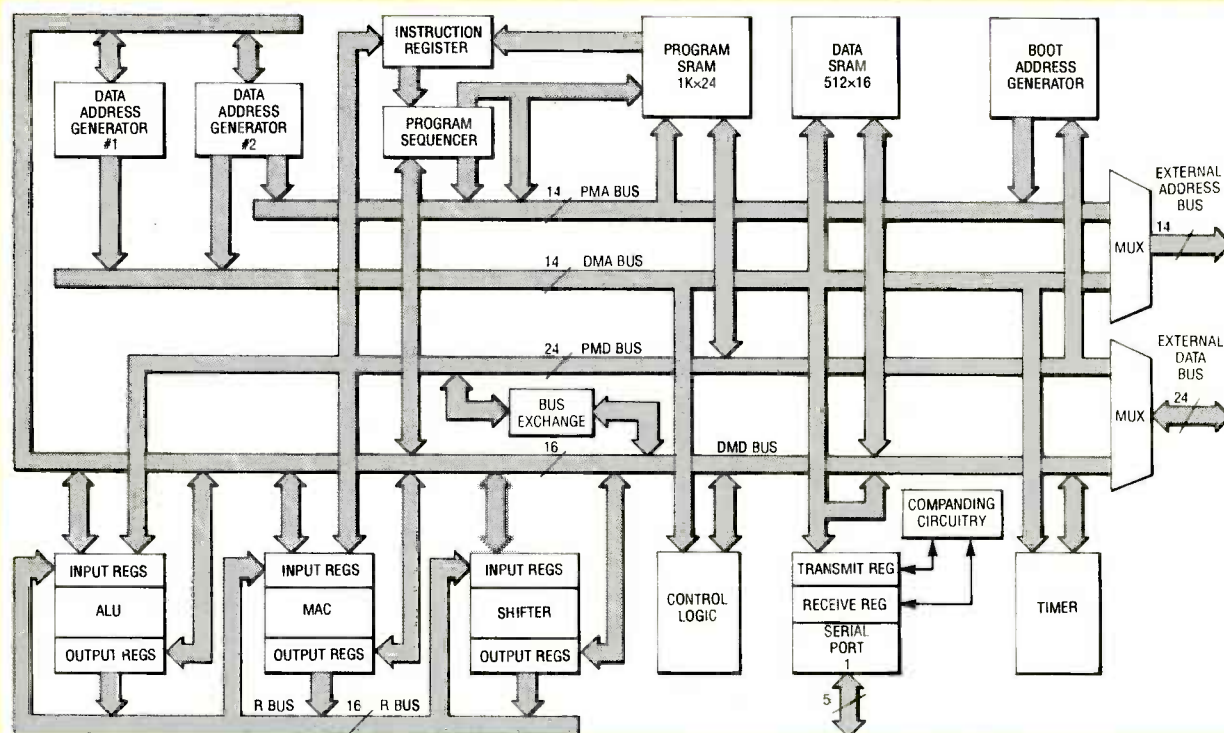 INSTRUCTION
REGISTER
PROGRAM
SRAM
1K×24
DATA
SRAM
512×16
BOOT
ADDRESS
GENERATOR
DATA
ADDRESS
GENERATOR
#1
DATA
ADDRESS
GENERATOR
#2
PROGRAM
SEQUENCER
EXTERNAL
ADDRESS
BUS
14
14 PMA BUS
MUX
14 DMA BUS
24 PMD BUS
EXTERNAL
DATA
BUS
24
MUX
BUS
EXCHANGE
16 DMD BUS
COMPANDING
CIRCUITRY
INPUT REGS
ALU
OUTPUT REGS
INPUT REGS
MAC
OUTPUT REGS
INPUT REGS
SHIFTER
OUTPUT REGS
CONTROL
LOGIC
TRANSMIT REG
RECEIVE REG
SERIAL
PORT
1
TIMER
R BUS 16 R BUS
5